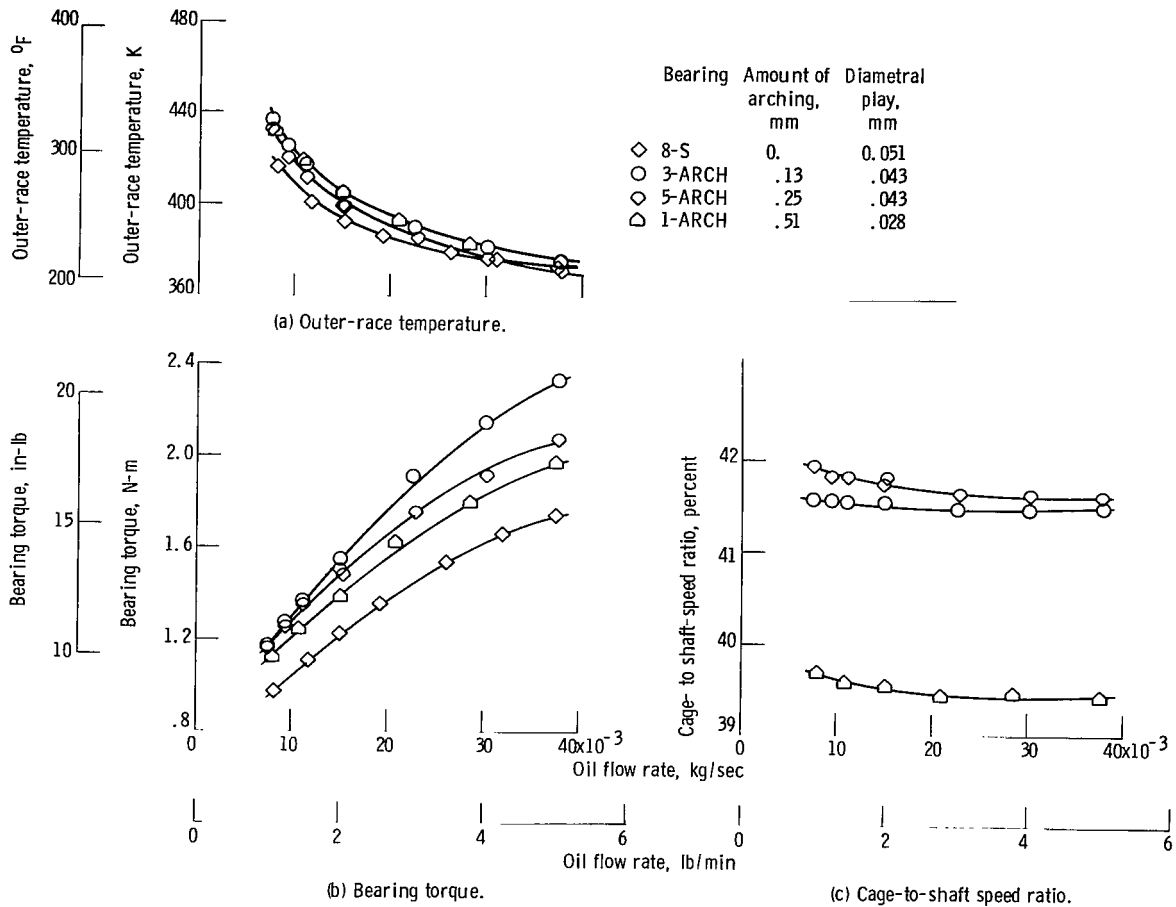 400
300
200
Outer-race temperature, °F
480
440
400
360
Outer-race temperature, K
(a) Outer-race temperature.
Bearing Amount of arching, mm Diametral play, mm
8-S 0. 0.051
3-ARCH .13 .043
5-ARCH .25 .043
1-ARCH .51 .028
20
15
10
Bearing torque, in-lb
2.4
2.0
1.6
1.2
.8
Bearing torque, N-m
0 10 20 30 40x10⁻³
Oil flow rate, kg/sec
0 2 4 6
Oil flow rate, lb/min
(b) Bearing torque.
42
41
40
39
Cage- to shaft-speed ratio, percent
0 10 20 30 40x10⁻³
0 2 4 6
(c) Cage-to-shaft speed ratio.